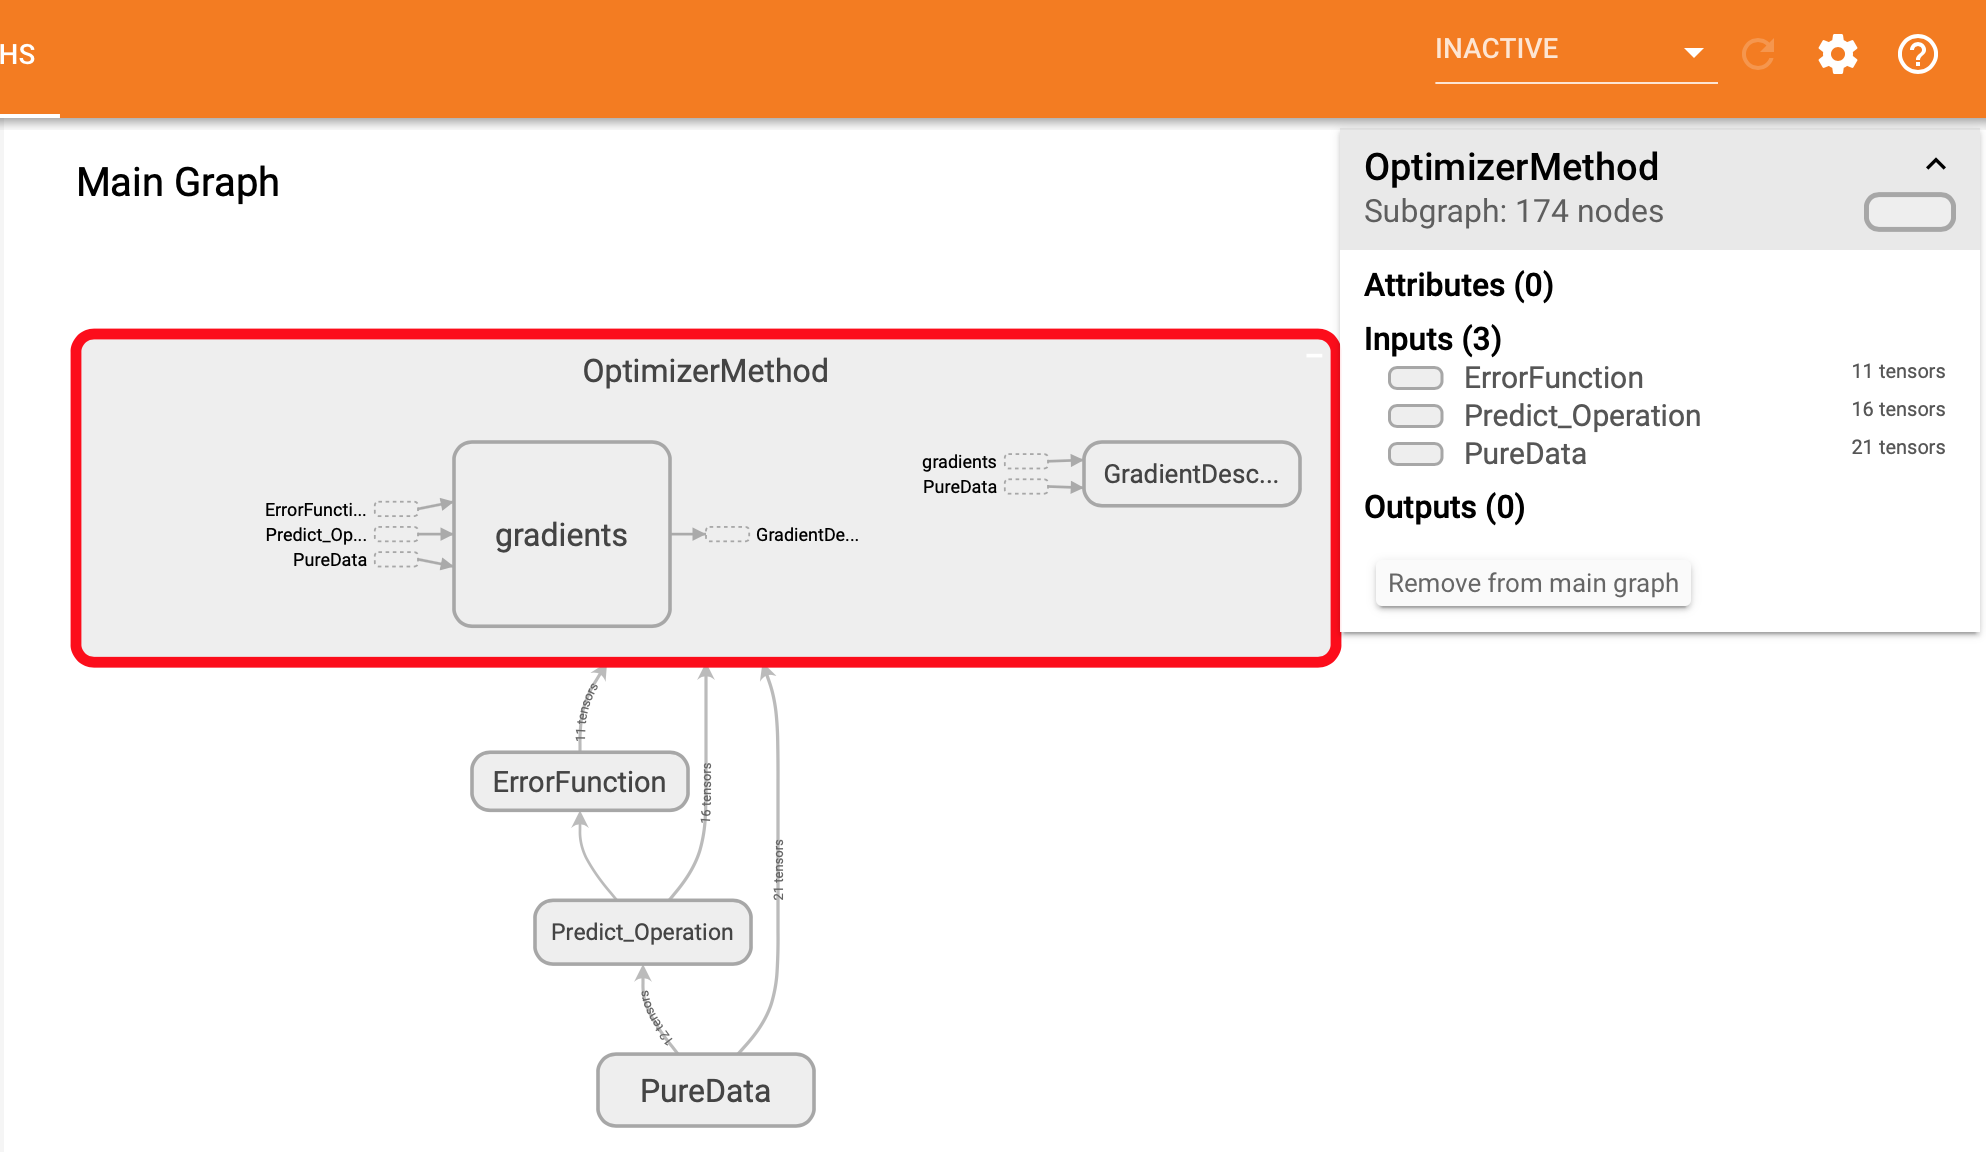 HS
INACTIVE
Main Graph
OptimizerMethod
Subgraph: 174 nodes
Attributes (0)
Inputs (3)
ErrorFunction 11 tensors
Predict_Operation 16 tensors
PureData 21 tensors
Outputs (0)
Remove from main graph
OptimizerMethod
ErrorFuncti...
Predict_Op...
PureData
gradients
GradientDe...
gradients
PureData
GradientDesc...
11 tensors
ErrorFunction
16 tensors
21 tensors
Predict_Operation
12 tensors
PureData